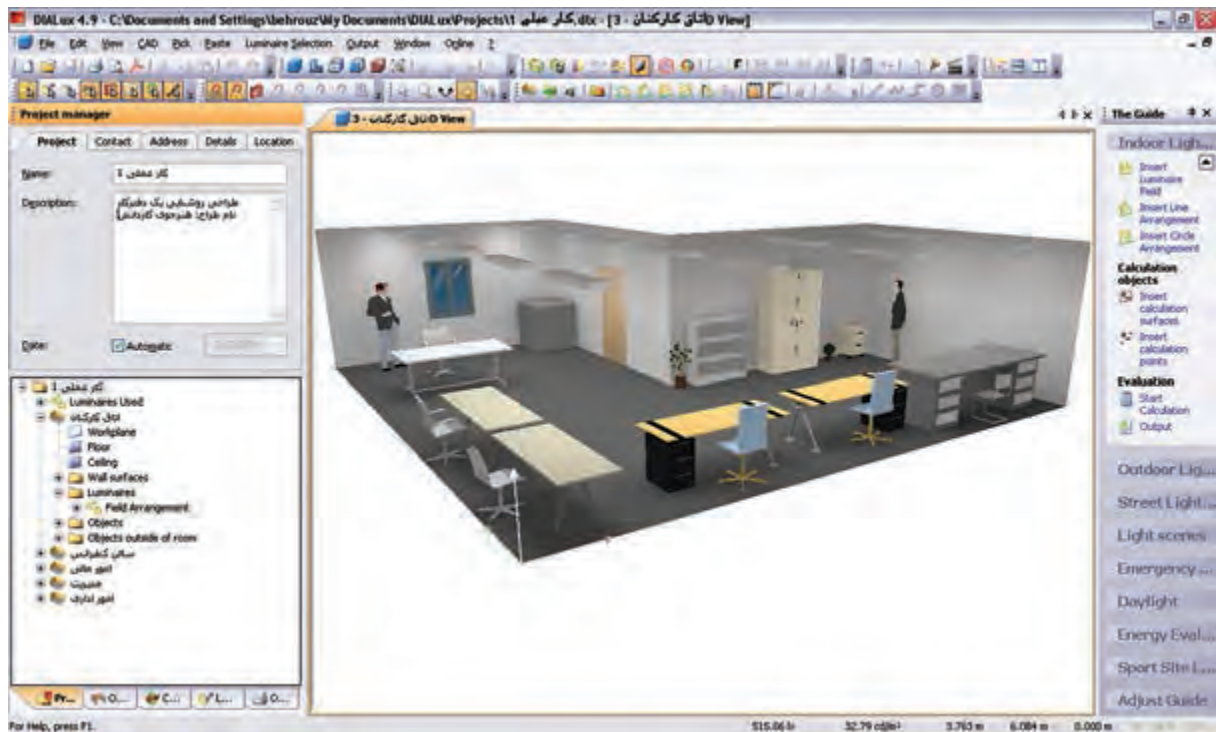 DIALux 4.9 - C:\Documents and Settings\behrouz\My Documents\DIALux\Projects\1 کار عملی.dlx - [3 - اتاق کارکنانD View]
File Edit View CAD Pick Paste Luminaire Selection Output Window Online ?
Project manager
Project Contact Address Details Location
Name: کار عملی 1
Description: طراحی روشنایی یک دفترکار
نام طراح:
Date: Automatic
کار عملی 1
Luminaires Used
اتاق کارکنان
Workplane
Floor
Ceiling
Wall surfaces
Luminaires
Field Arrangement
Objects
Objects outside of room
سالن کنفرانس
امور مالی
مدیریت
امور اداری
Pr... O... C... L... O...
For Help, press F1.
3 - اتاق کارکنانD View
The Guide
Indoor Ligh...
Insert Luminaire Field
Insert Line Arrangement
Insert Circle Arrangement
Calculation objects
Insert calculation surfaces
Insert calculation points
Evaluation
Start Calculation
Output
Outdoor Lig...
Street Light...
Light scenes
Emergency ...
Daylight
Energy Eval...
Sport Site L...
Adjust Guide
515.06 lx 32.79 cd/m² 3.763 m 6.084 m 0.000 m